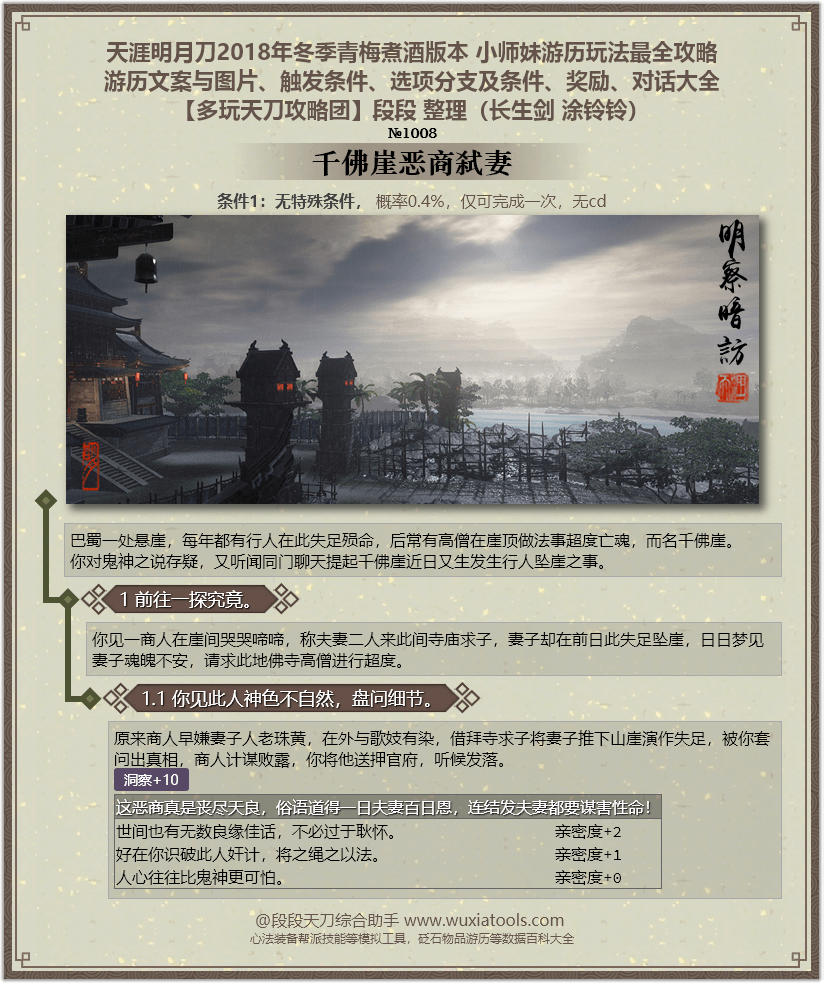 天涯明月刀2018年冬季青梅煮酒版本 小师妹游历玩法最全攻略
游历文案与图片、触发条件、选项分支及条件、奖励、对话大全
【多玩天刀攻略团】段段 整理（长生剑 涂铃铃）
№1008
千佛崖恶商弑妻
条件1：无特殊条件， 概率0.4%，仅可完成一次，无cd
明察暗訪
巴蜀一处悬崖，每年都有行人在此失足殒命，后常有高僧在崖顶做法事超度亡魂，而名千佛崖。
你对鬼神之说存疑，又听闻同门聊天提起千佛崖近日又生发生行人坠崖之事。
1 前往一探究竟。
你见一商人在崖间哭哭啼啼，称夫妻二人来此间寺庙求子，妻子却在前日此失足坠崖，日日梦见
妻子魂魄不安，请求此地佛寺高僧进行超度。
1.1 你见此人神色不自然，盘问细节。
原来商人早嫌妻子人老珠黄，在外与歌妓有染，借拜寺求子将妻子推下山崖演作失足，被你套
问出真相，商人计谋败露，你将他送押官府，听候发落。
洞察+10
这恶商真是丧尽天良，俗语道得一日夫妻百日恩，连结发夫妻都要谋害性命！
世间也有无数良缘佳话，不必过于耿怀。 亲密度+2
好在你识破此人奸计，将之绳之以法。 亲密度+1
人心往往比鬼神更可怕。 亲密度+0
@段段天刀综合助手 www.wuxiatools.com
心法装备帮派技能等模拟工具，砭石物品游历等数据百科大全